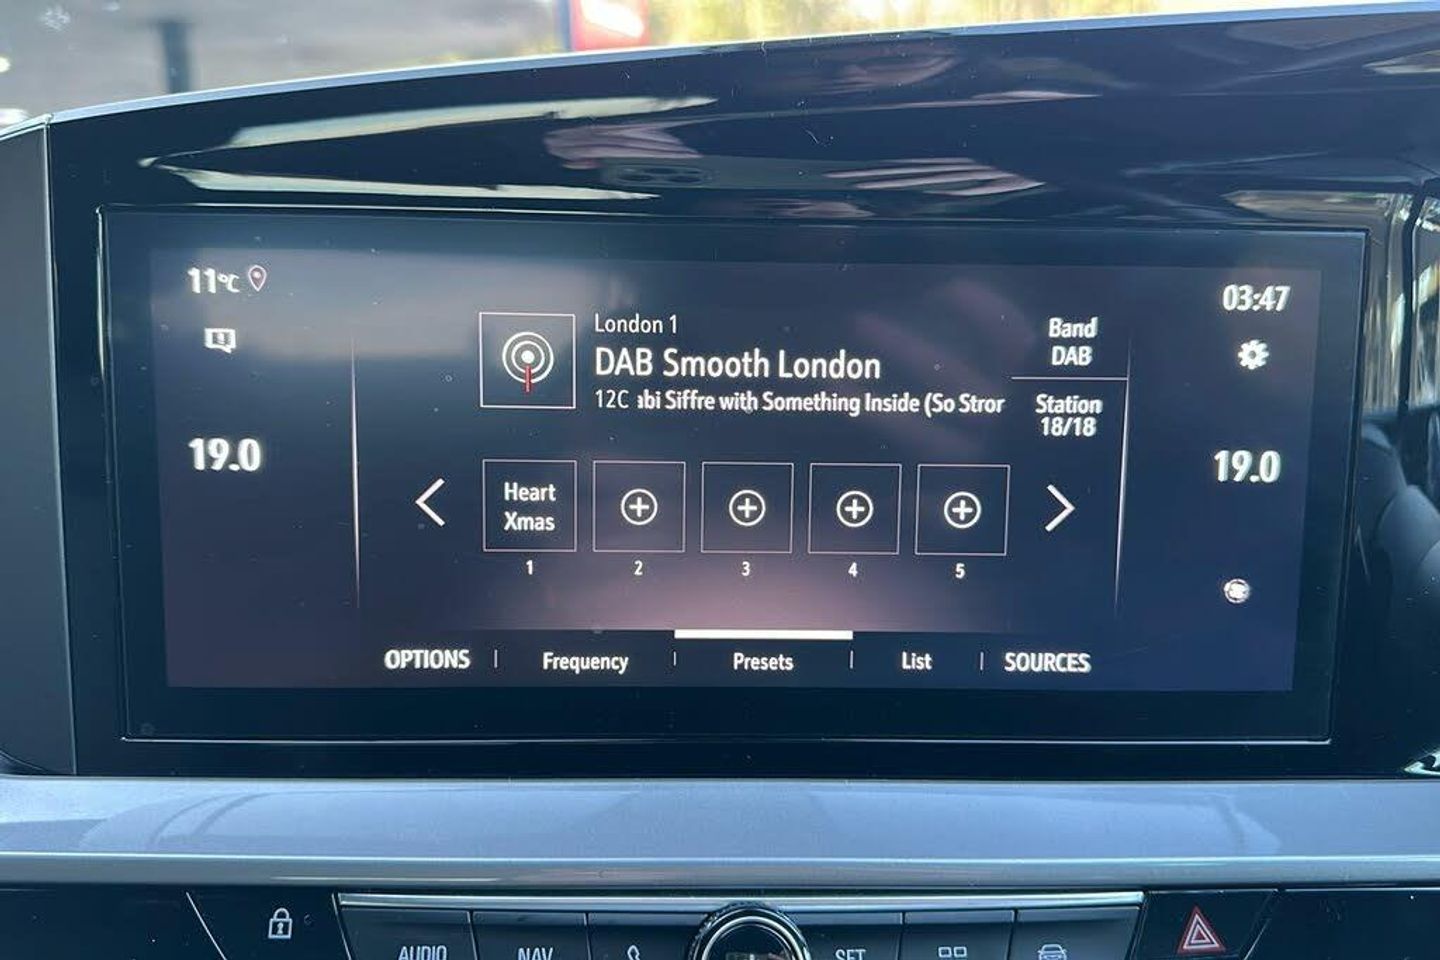 11°C
03:47
London 1
DAB Smooth London
12C abi Siffre with Something Inside (So Stror
Band
DAB
Station
18/18
19.0
19.0
Heart
Xmas
1
2
3
4
5
OPTIONS
Frequency
Presets
List
SOURCES
AUDIO
NAV
SET